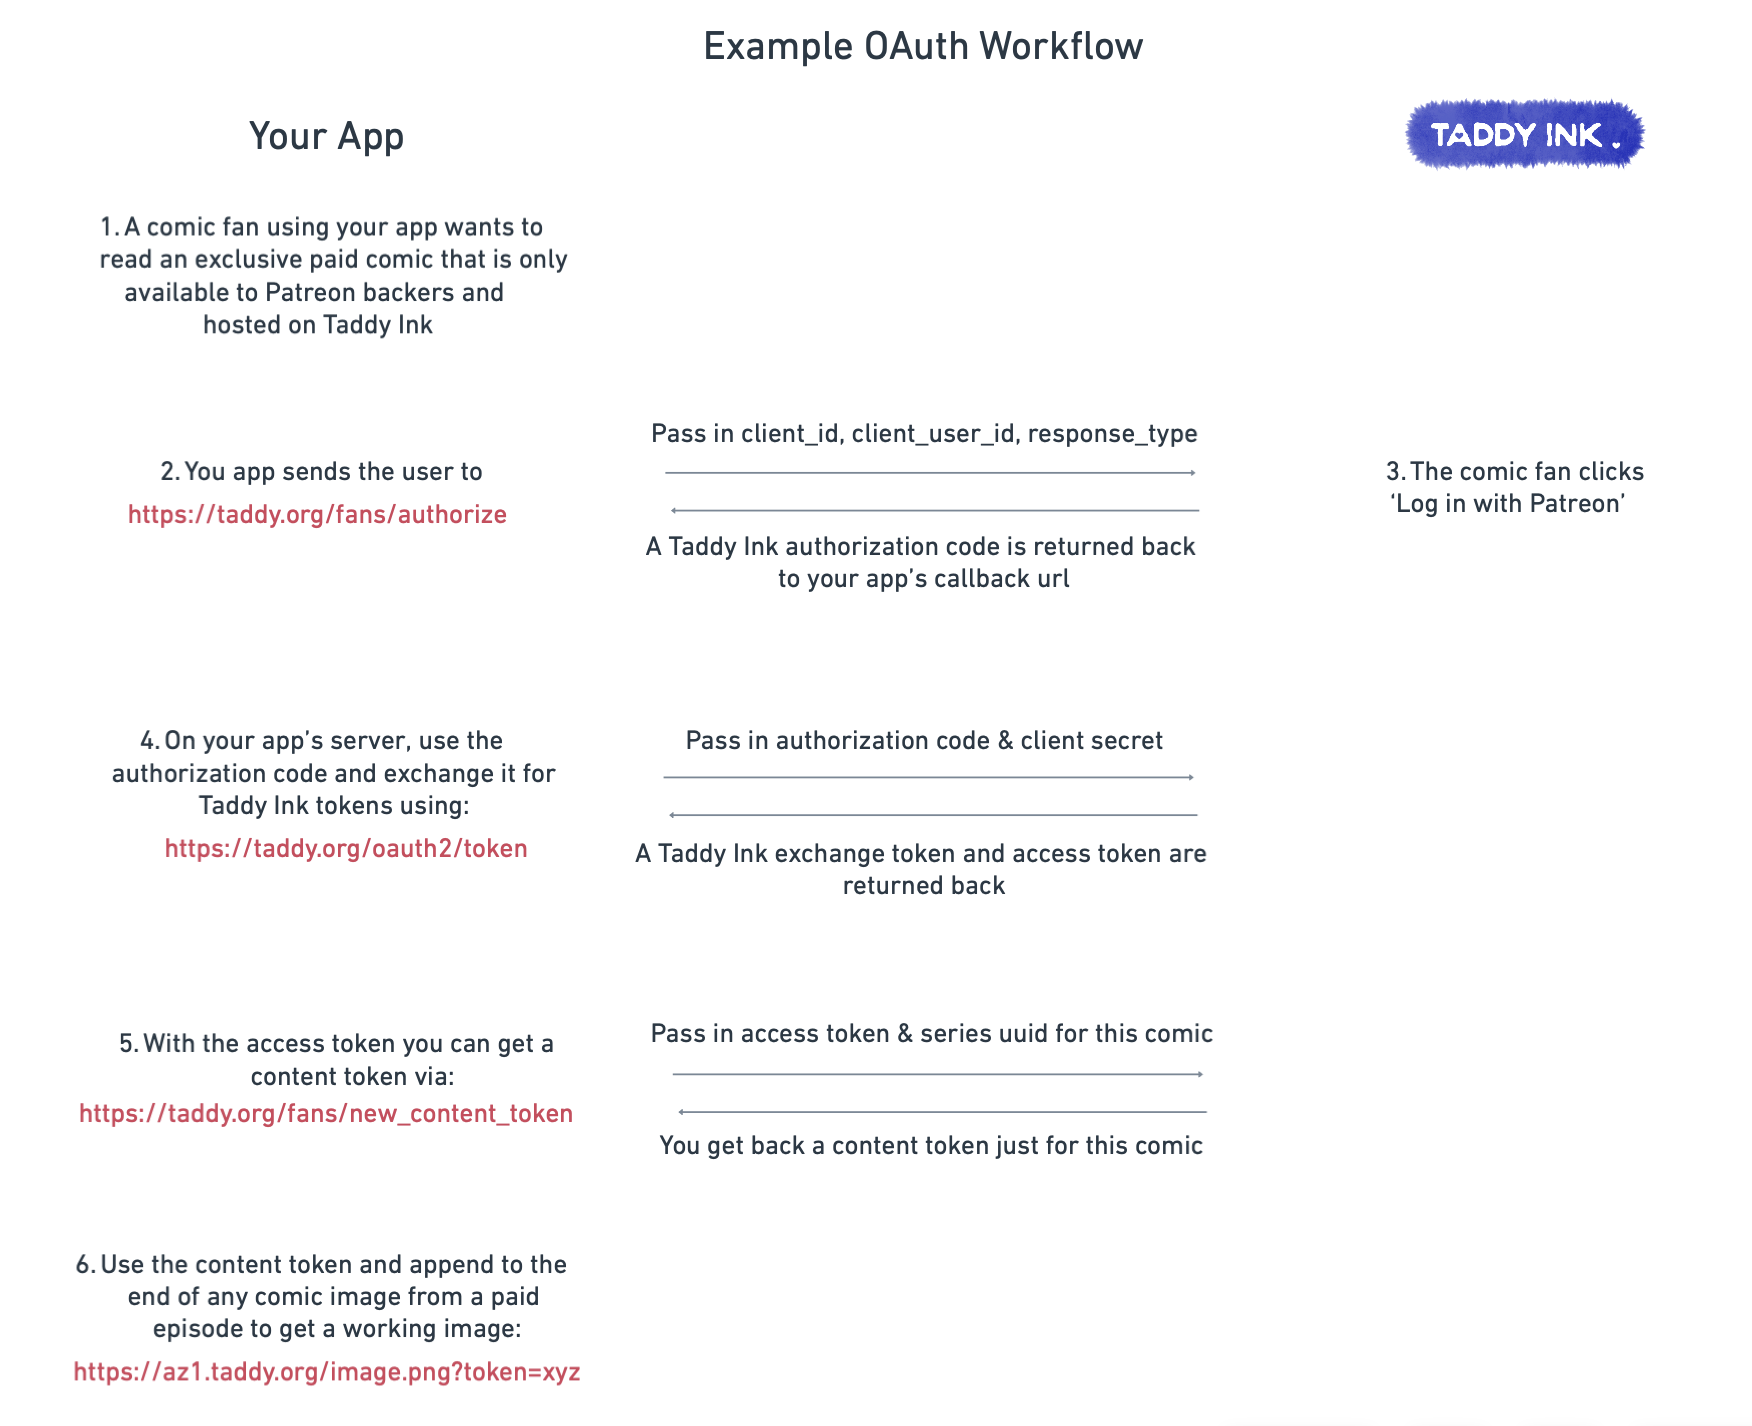 Example OAuth Workflow
Your App
TADDY INK .
1. A comic fan using your app wants to
read an exclusive paid comic that is only
available to Patreon backers and
hosted on Taddy Ink
Pass in client_id, client_user_id, response_type
2. You app sends the user to
https://taddy.org/fans/authorize
A Taddy Ink authorization code is returned back
to your app’s callback url
3. The comic fan clicks
‘Log in with Patreon’
4. On your app’s server, use the
authorization code and exchange it for
Taddy Ink tokens using:
https://taddy.org/oauth2/token
Pass in authorization code & client secret
A Taddy Ink exchange token and access token are
returned back
5. With the access token you can get a
content token via:
https://taddy.org/fans/new_content_token
Pass in access token & series uuid for this comic
You get back a content token just for this comic
6. Use the content token and append to the
end of any comic image from a paid
episode to get a working image:
https://az1.taddy.org/image.png?token=xyz